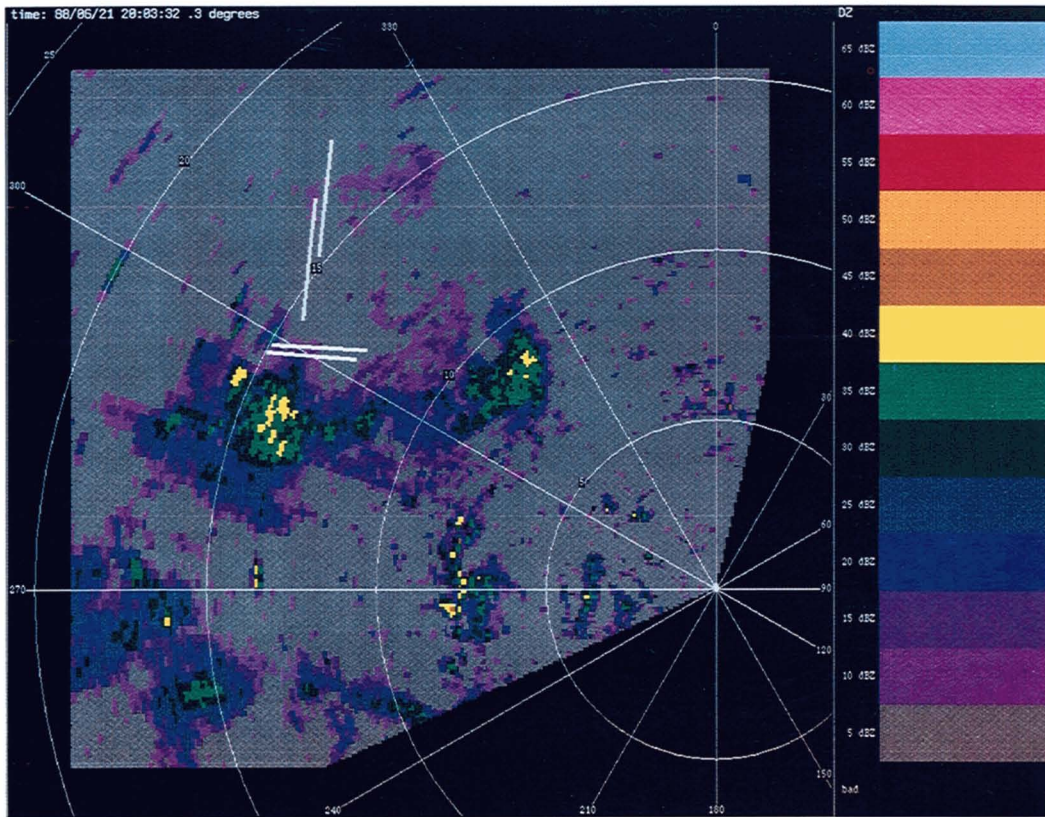 time: 88/06/21 20:03:32 .3 degrees
DZ
330
0
25
65 dBZ
60 dBZ
20
55 dBZ
300
50 dBZ
45 dBZ
15
40 dBZ
10
35 dBZ
30
30 dBZ
5
25 dBZ
60
270
90
20 dBZ
15 dBZ
120
10 dBZ
5 dBZ
150
bad
240
210
180